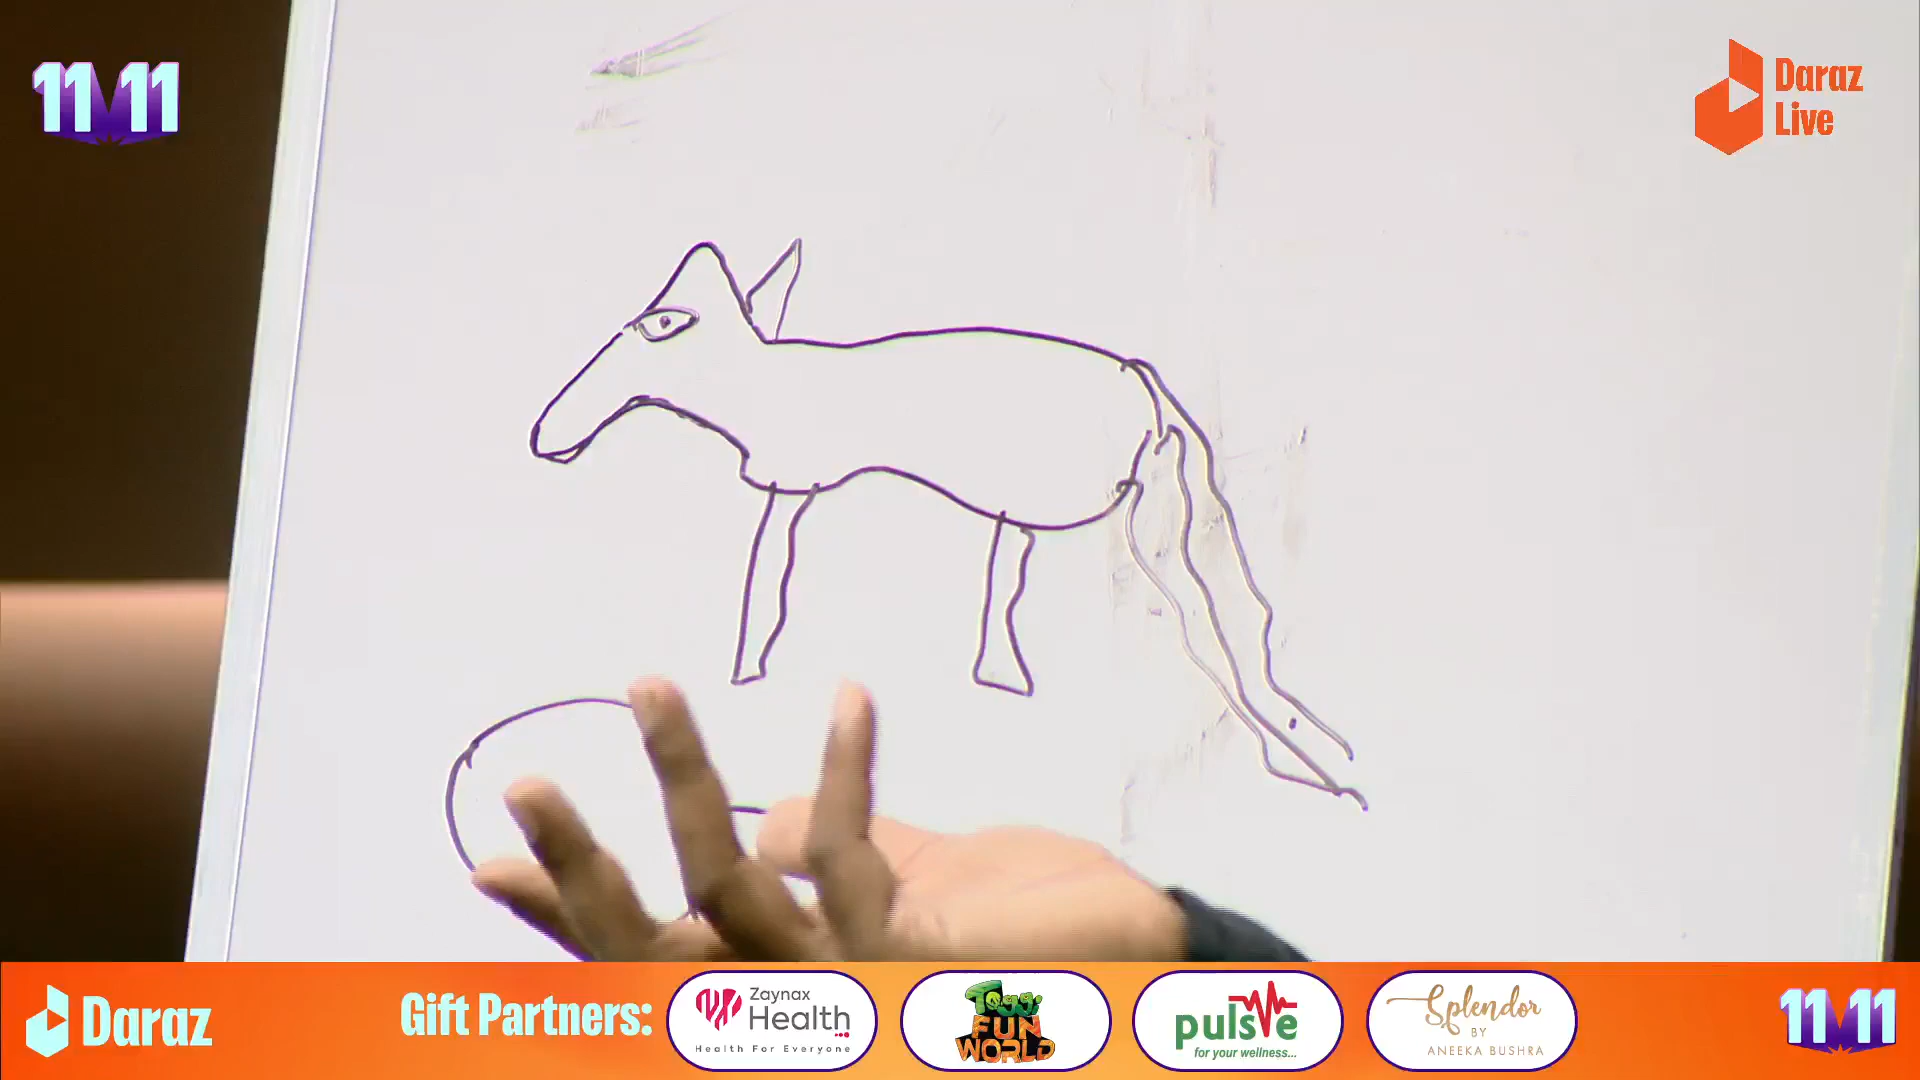 11 11
Daraz
Live
Daraz
Gift Partners:
Zaynax
Health
Health For Everyone
Toggi
FUN
WORLD
pulse
for your wellness...
Splendor
BY
ANEEKA BUSHRA
11 11